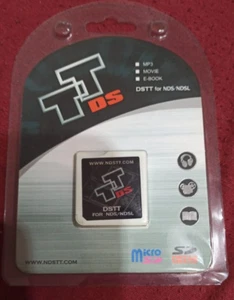 TT DS
MP3
MOVIE
E-BOOK
DSTT for NDS/NDSL
WWW.NDSTT.COM
TT DS
DSTT
FOR NDS/NDSL
Micro
SD
WWW.NDSTT.COM